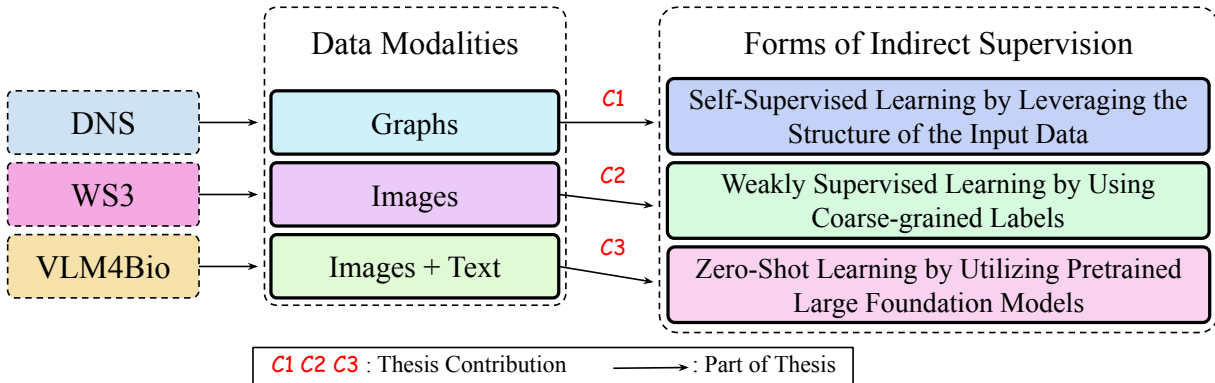 Data Modalities
Forms of Indirect Supervision
DNS
Graphs
C1
Self-Supervised Learning by Leveraging the
Structure of the Input Data
WS3
Images
C2
Weakly Supervised Learning by Using
Coarse-grained Labels
VLM4Bio
Images + Text
C3
Zero-Shot Learning by Utilizing Pretrained
Large Foundation Models
C1 C2 C3 : Thesis Contribution : Part of Thesis